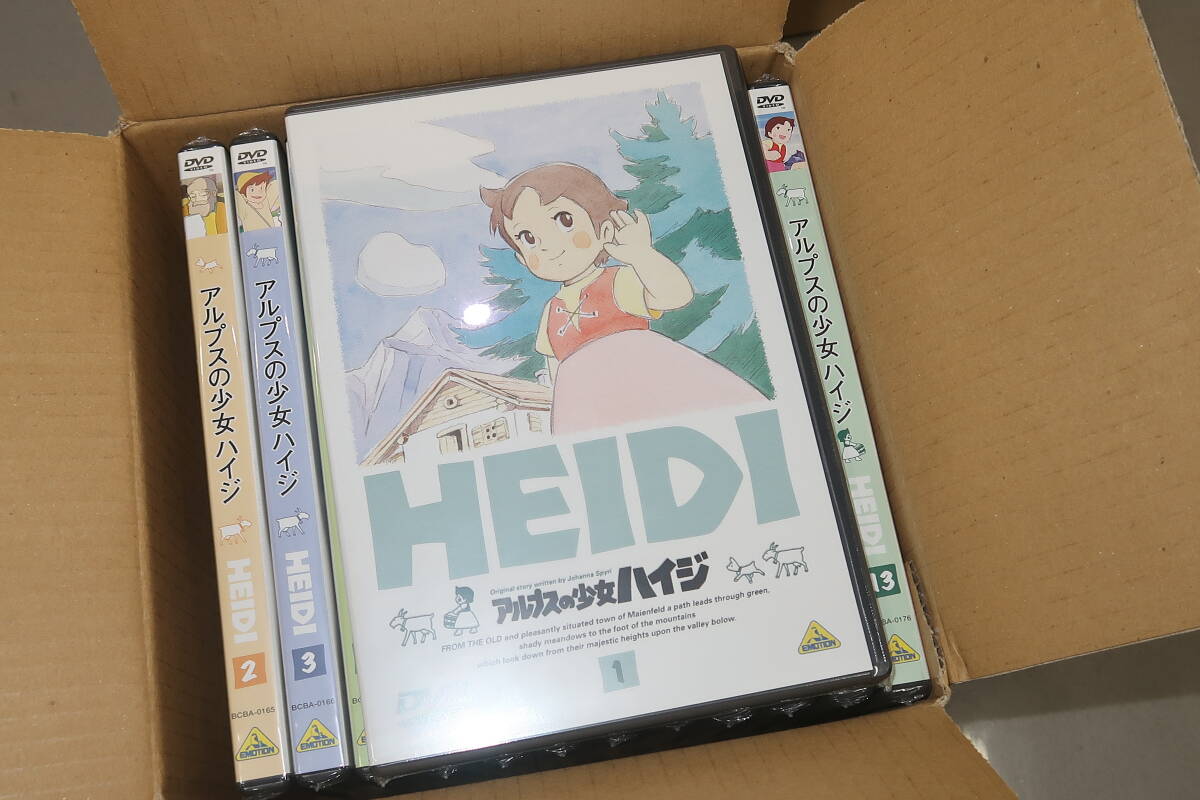 DVD
VIDEO
アルプスの少女ハイジ
HEIDI
2
BCBA-0165
EMOTION
DVD
VIDEO
アルプスの少女ハイジ
HEIDI
3
BCBA-0166
EMOTION
HEIDI
Original story written by Johanna Spyri
アルプスの少女ハイジ
FROM THE OLD and pleasantly situated town of Maienfeld a path leads through green,
shady meadows to the foot of the mountains
which look down from their majestic heights upon the valley below.
1
EMOTION
DVD
VIDEO
アルプスの少女ハイジ
HEIDI
13
BA-0176
EMOTION